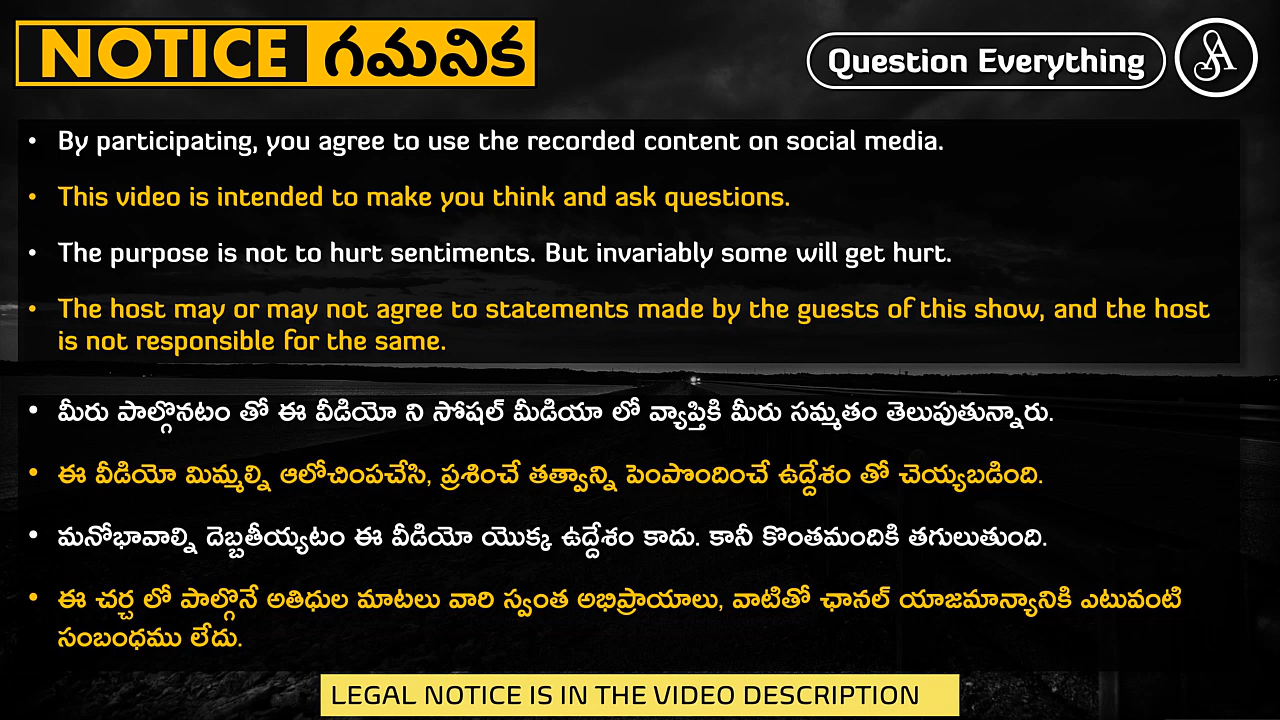 NOTICE గమనిక
Question Everything
• By participating, you agree to use the recorded content on social media.
• This video is intended to make you think and ask questions.
• The purpose is not to hurt sentiments. But invariably some will get hurt.
• The host may or may not agree to statements made by the guests of this show, and the host
is not responsible for the same.
• మీరు పాల్గొనటం తో ఈ వీడియో ని సోషల్ మీడియా లో వ్యాప్తికి మీరు సమ్మతం తెలుపుతున్నారు.
• ఈ వీడియో మిమ్మల్ని ఆలోచింపచేసి, ప్రశించే తత్వాన్ని పెంపొందించే ఉద్దేశం తో చెయ్యబడింది.
• మనోభావాల్ని దెబ్బతీయ్యటం ఈ వీడియో యొక్క ఉద్దేశం కాదు. కానీ కొంతమందికి తగులుతుంది.
• ఈ చర్చ లో పాల్గొనే అతిధుల మాటలు వారి స్వంత అభిప్రాయాలు, వాటితో ఛానల్ యాజమాన్యానికి ఎటువంటి
సంబంధము లేదు.
LEGAL NOTICE IS IN THE VIDEO DESCRIPTION